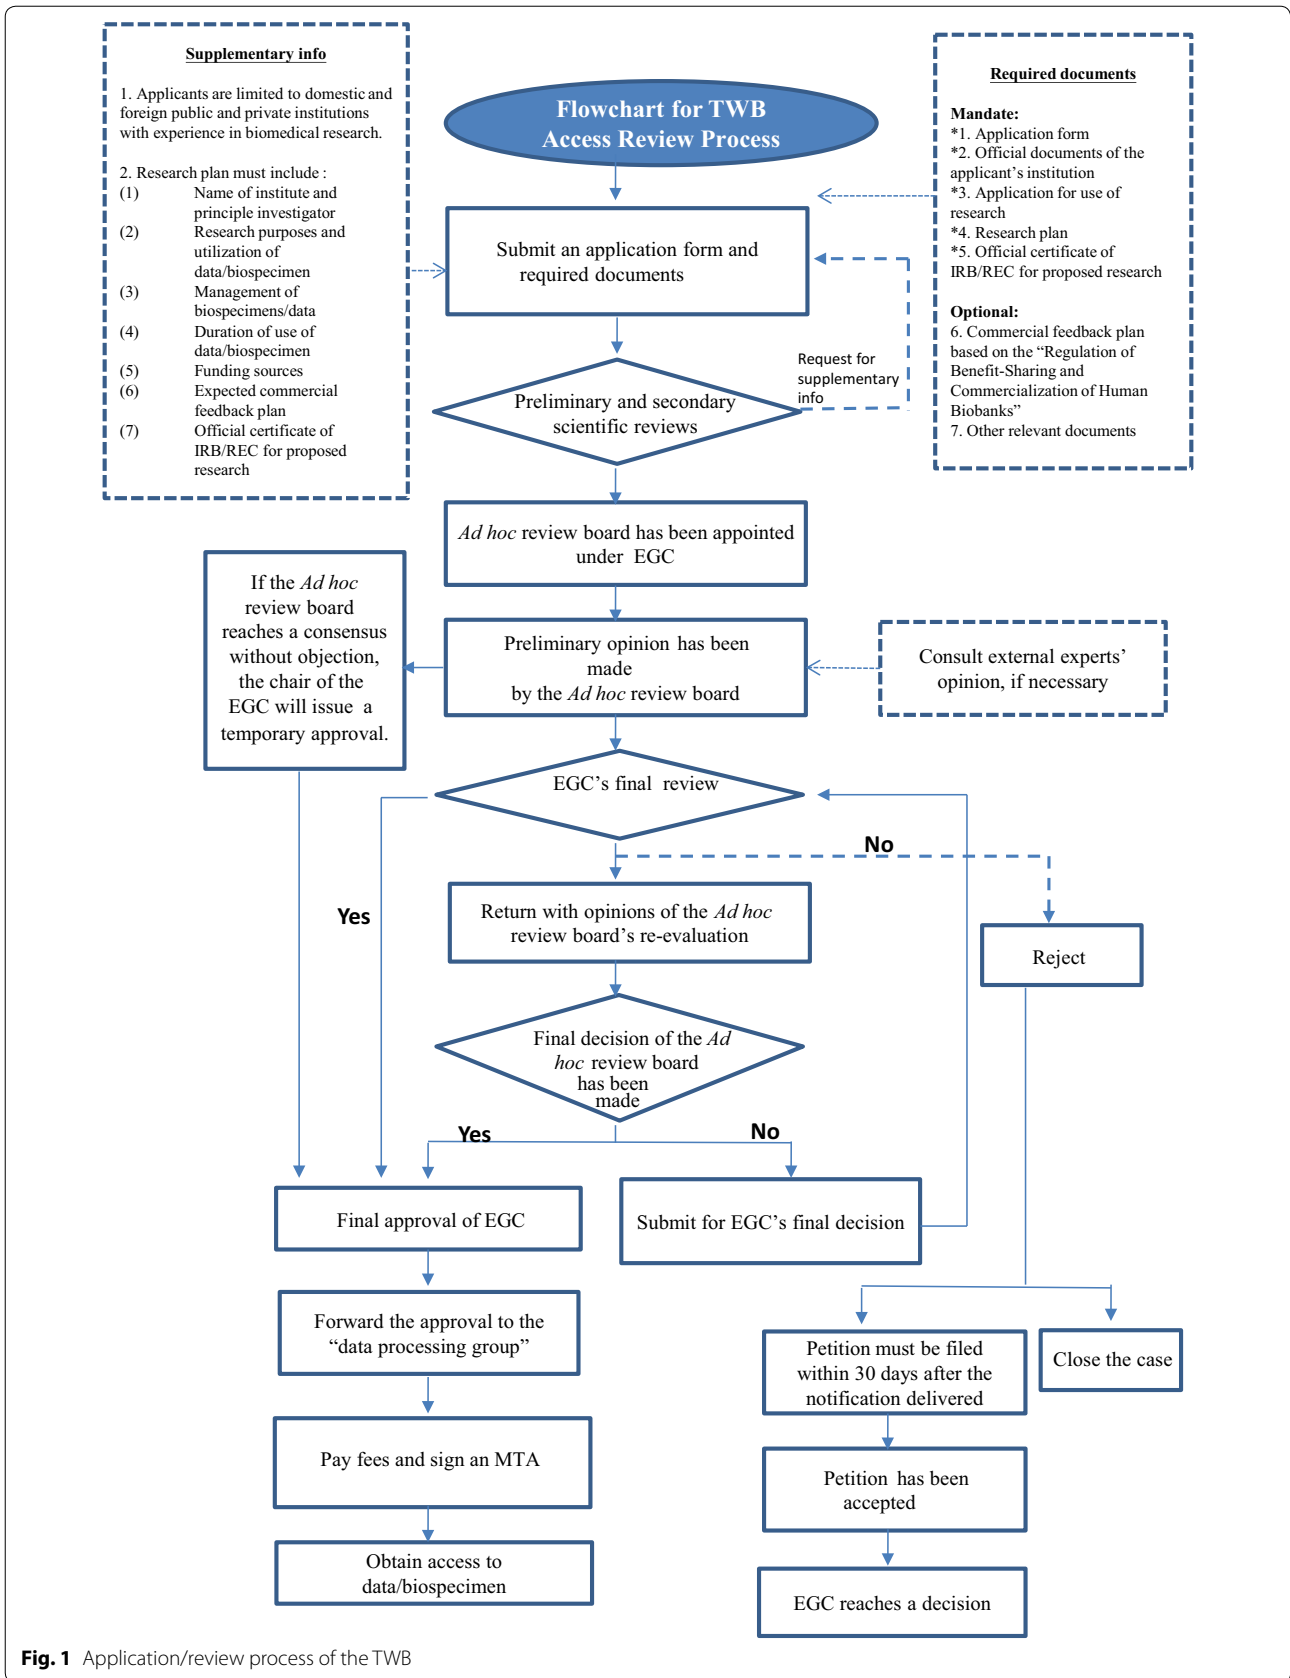 Supplementary info
1. Applicants are limited to domestic and
foreign public and private institutions
with experience in biomedical research.
2. Research plan must include :
(1) Name of institute and
principle investigator
(2) Research purposes and
utilization of
data/biospecimen
(3) Management of
biospecimens/data
(4) Duration of use of
data/biospecimen
(5) Funding sources
(6) Expected commercial
feedback plan
(7) Official certificate of
IRB/REC for proposed
research
Flowchart for TWB
Access Review Process
Required documents
Mandate:
*1. Application form
*2. Official documents of the
applicant’s institution
*3. Application for use of
research
*4. Research plan
*5. Official certificate of
IRB/REC for proposed research
Optional:
6. Commercial feedback plan
based on the “Regulation of
Benefit-Sharing and
Commercialization of Human
Biobanks”
7. Other relevant documents
Submit an application form and
required documents
Request for
supplementary
info
Preliminary and secondary
scientific reviews
Ad hoc review board has been appointed
under EGC
If the Ad hoc
review board
reaches a consensus
without objection,
the chair of the
EGC will issue a
temporary approval.
Preliminary opinion has been
made
by the Ad hoc review board
Consult external experts’
opinion, if necessary
EGC’s final review
No
Yes
Return with opinions of the Ad hoc
review board’s re-evaluation
Reject
Final decision of the Ad
hoc review board
has been
made
Yes
No
Final approval of EGC
Submit for EGC’s final decision
Forward the approval to the
“data processing group”
Petition must be filed
within 30 days after the
notification delivered
Close the case
Pay fees and sign an MTA
Petition has been
accepted
Obtain access to
data/biospecimen
EGC reaches a decision
Fig. 1 Application/review process of the TWB